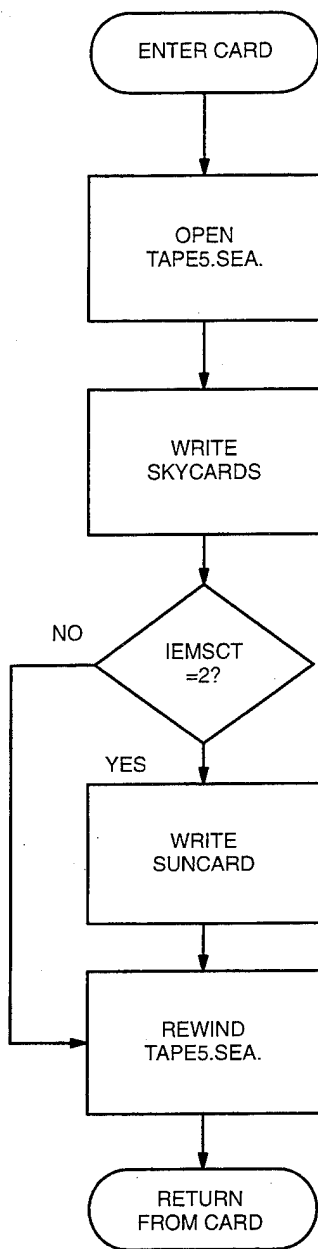 ENTER CARD
OPEN
TAPE5.SEA.
WRITE
SKYCARDS
NO
IEMSCT
=2?
YES
WRITE
SUNCARD
REWIND
TAPE5.SEA.
RETURN
FROM CARD